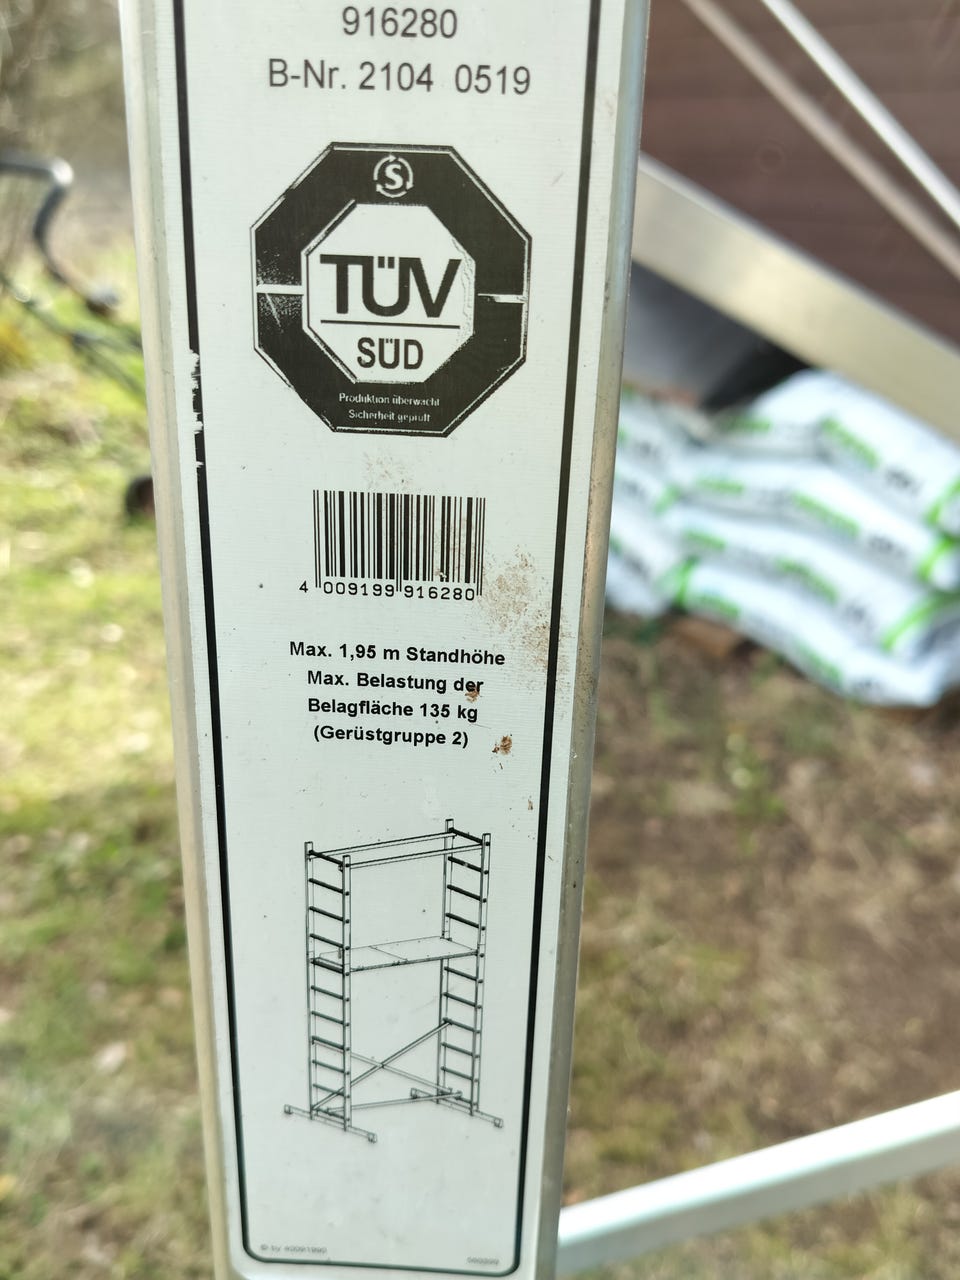 916280
B-Nr. 2104 0519
S
TÜV
SÜD
Produktion überwacht
Sicherheit geprüft
4 009199 916280
Max. 1,95 m Standhöhe
Max. Belastung der
Belagfläche 135 kg
(Gerüstgruppe 2)
© by